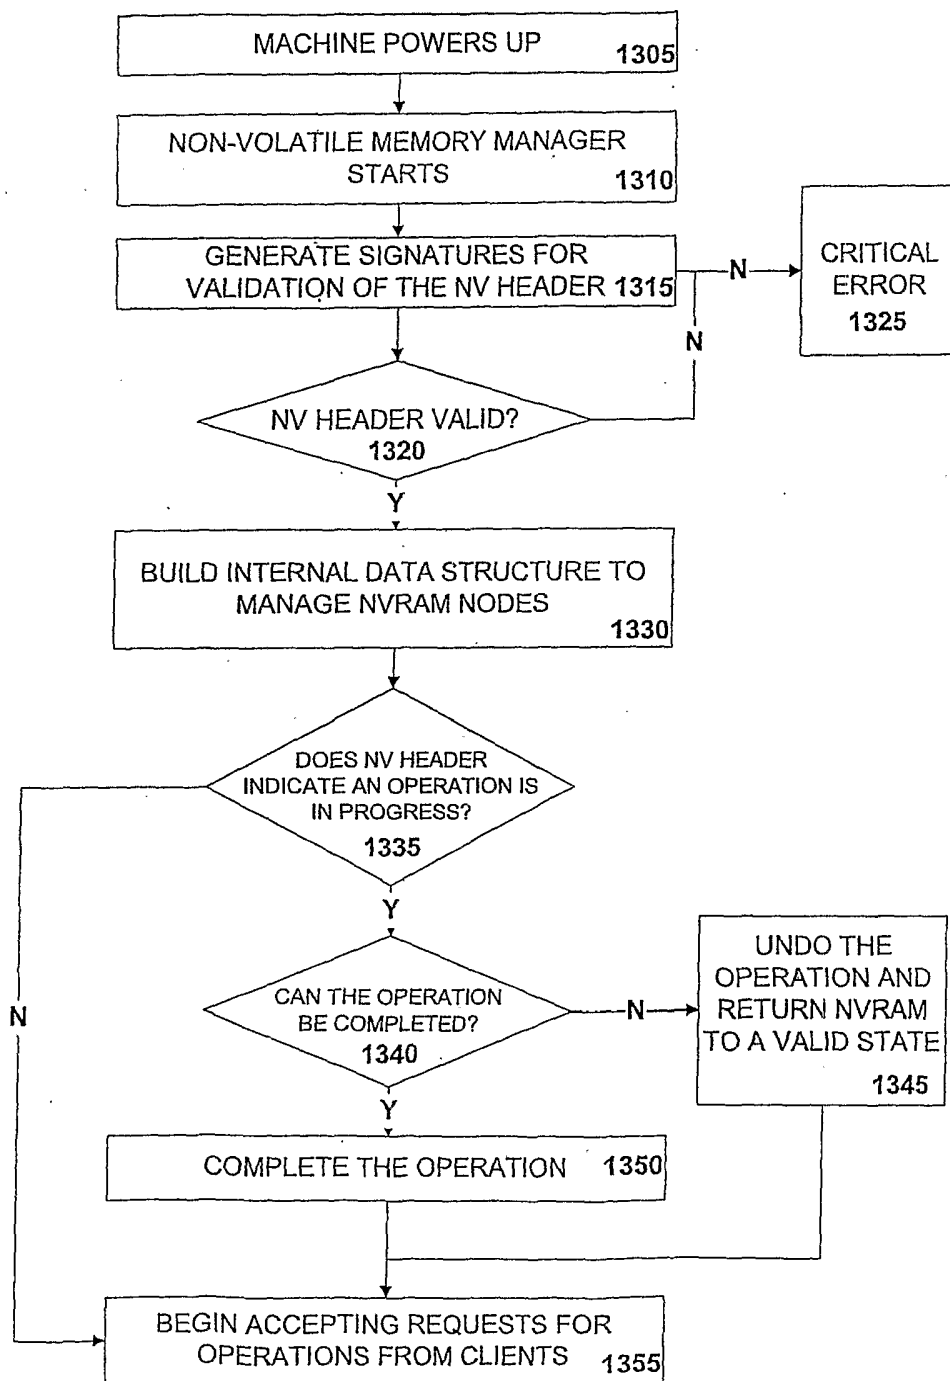 MACHINE POWERS UP
1305
NON-VOLATILE MEMORY MANAGER
STARTS
1310
GENERATE SIGNATURES FOR
VALIDATION OF THE NV HEADER 1315
N
CRITICAL
ERROR
1325
N
NV HEADER VALID?
1320
Y
BUILD INTERNAL DATA STRUCTURE TO
MANAGE NVRAM NODES
1330
DOES NV HEADER
INDICATE AN OPERATION IS
IN PROGRESS?
1335
Y
N
CAN THE OPERATION
BE COMPLETED?
1340
N
UNDO THE
OPERATION AND
RETURN NVRAM
TO A VALID STATE
1345
Y
COMPLETE THE OPERATION 1350
BEGIN ACCEPTING REQUESTS FOR
OPERATIONS FROM CLIENTS 1355